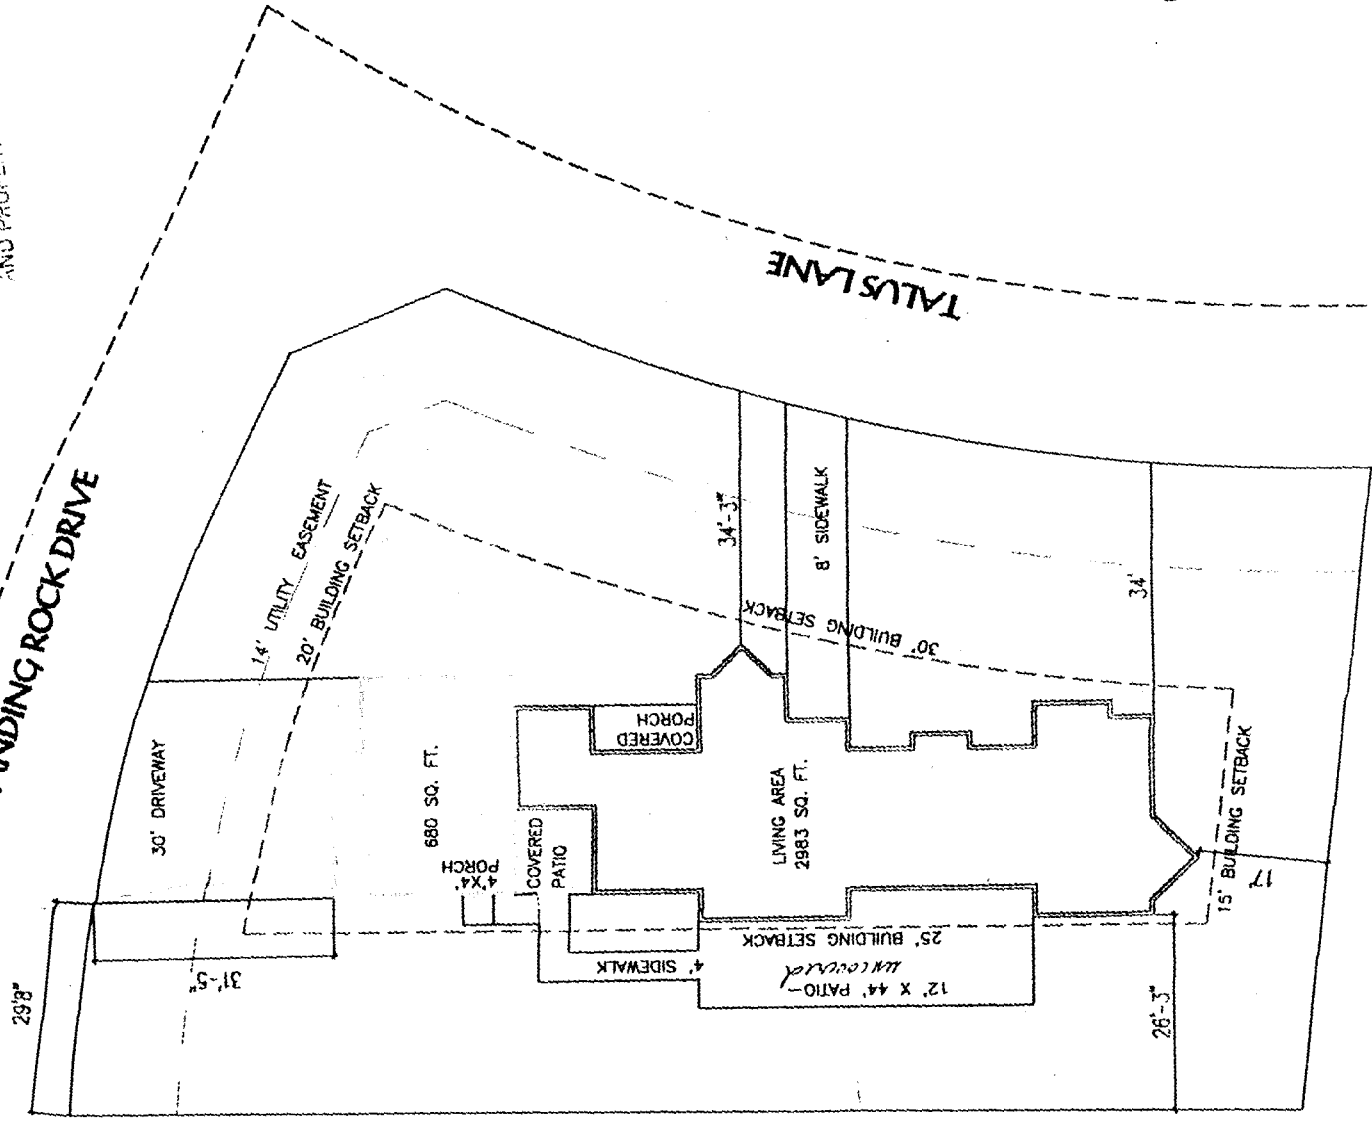 AND PROPER
NDING ROCK DRIVE
TALUS LANE
14' UTILITY EASEMENT
20' BUILDING SETBACK
30' DRIVEWAY
680 SQ. FT.
4'X4'
PORCH
COVERED
PATIO
COVERED
PORCH
34'-3"
8' SIDEWALK
30' BUILDING SETBACK
34'
LIVING AREA
2983 SQ. FT.
15' BUILDING SETBACK
17'
25' BUILDING SETBACK
4' SIDEWALK
uncovered
12' X 44' PATIO-
29'8"
31'-5"
26'-3"